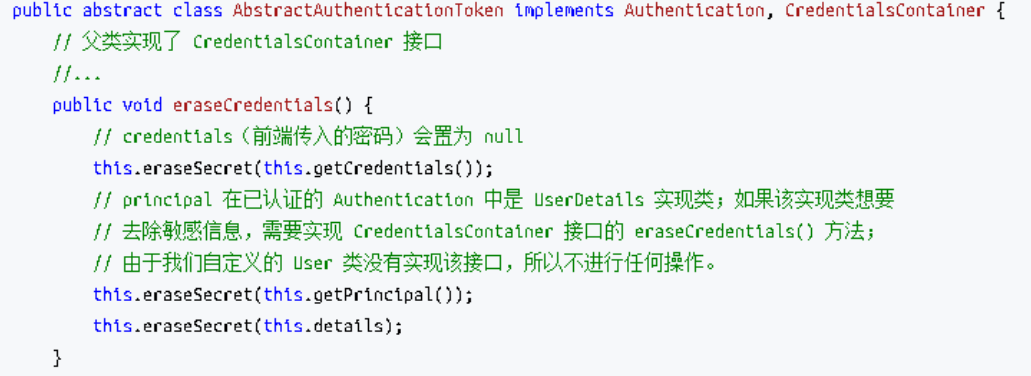 public abstract class AbstractAuthenticationToken implements Authentication, CredentialsContainer {
// 父类实现了 CredentialsContainer 接口
//...
public void eraseCredentials() {
// credentials（前端传入的密码）会置为 null
this.eraseSecret(this.getCredentials());
// principal 在已认证的 Authentication 中是 UserDetails 实现类；如果该实现类想要
// 去除敏感信息，需要实现 CredentialsContainer 接口的 eraseCredentials() 方法；
// 由于我们自定义的 User 类没有实现该接口，所以不进行任何操作。
this.eraseSecret(this.getPrincipal());
this.eraseSecret(this.details);
}